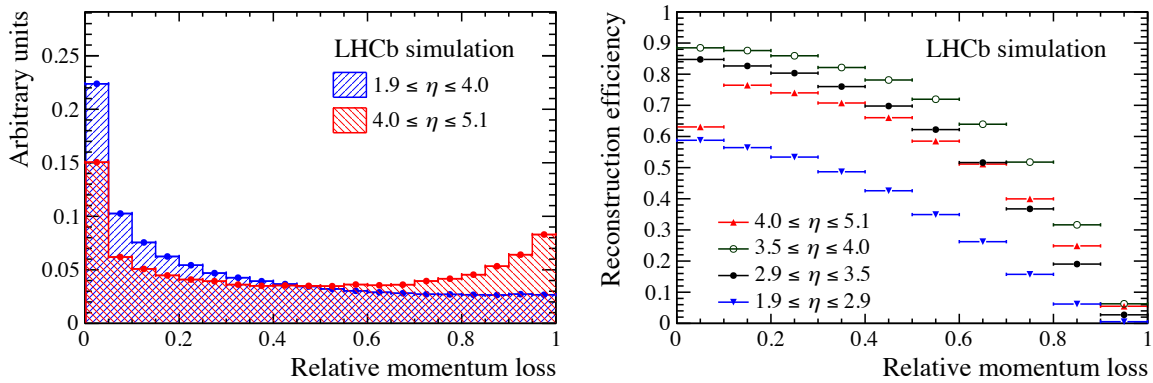 Arbitrary units
0.25
0.2
0.15
0.1
0.05
0
LHCb simulation
1.9 ≤ η ≤ 4.0
4.0 ≤ η ≤ 5.1
0 0.2 0.4 0.6 0.8 1
Relative momentum loss
Reconstruction efficiency
1
0.9
0.8
0.7
0.6
0.5
0.4
0.3
0.2
0.1
0
LHCb simulation
4.0 ≤ η ≤ 5.1
3.5 ≤ η ≤ 4.0
2.9 ≤ η ≤ 3.5
1.9 ≤ η ≤ 2.9
0 0.2 0.4 0.6 0.8 1
Relative momentum loss